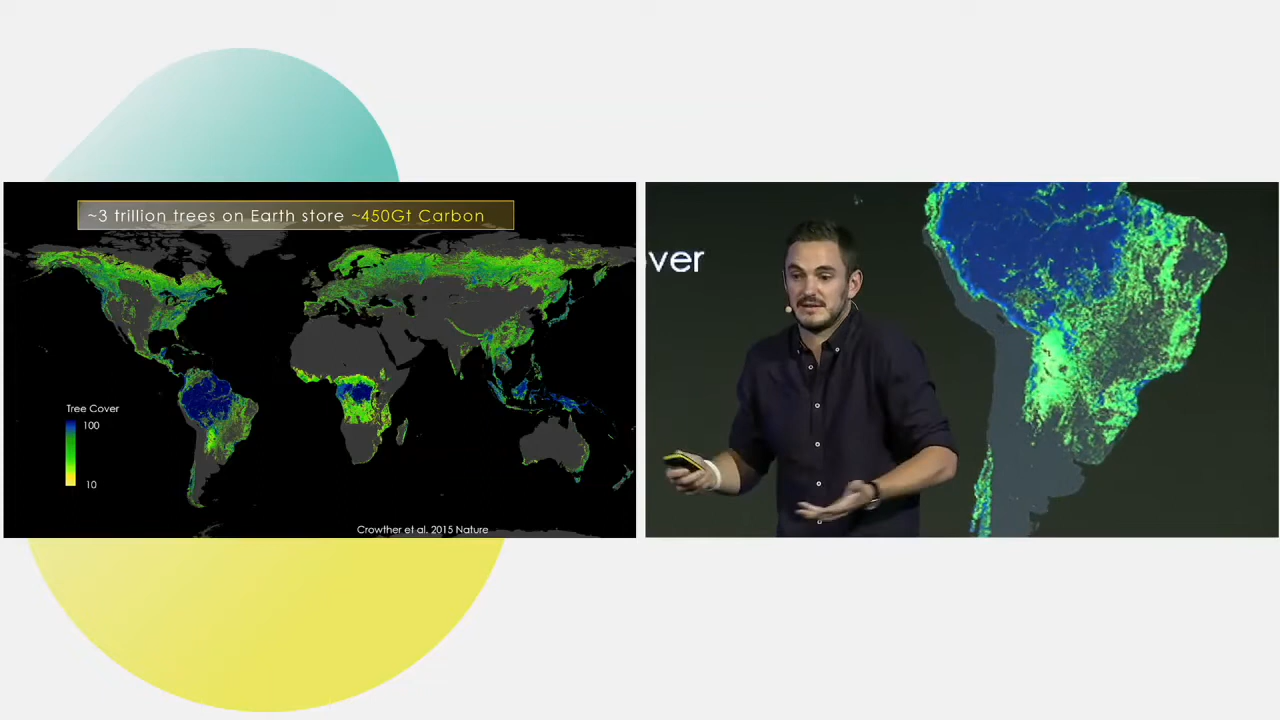 ~3 trillion trees on Earth store ~450Gt Carbon
Tree Cover
100
10
Crowther et al. 2015 Nature
ver